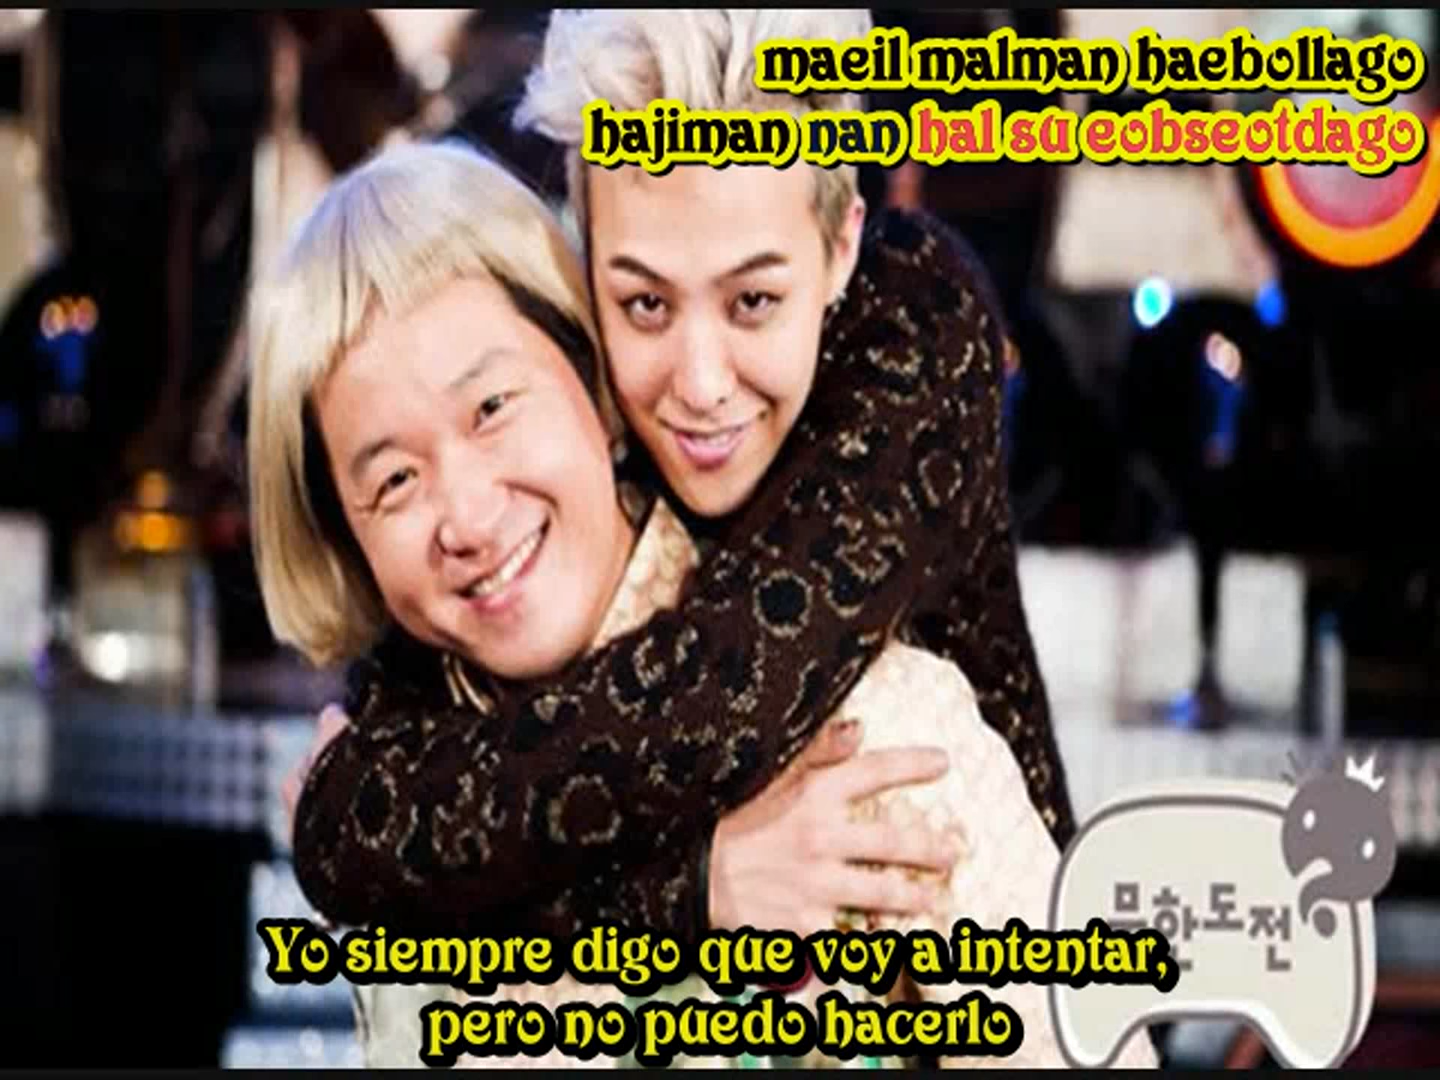 maeil malman haebollago
hajiman nan hal su eobseotdago
무한도전
Yo siempre digo que voy a intentar,
pero no puedo hacerlo